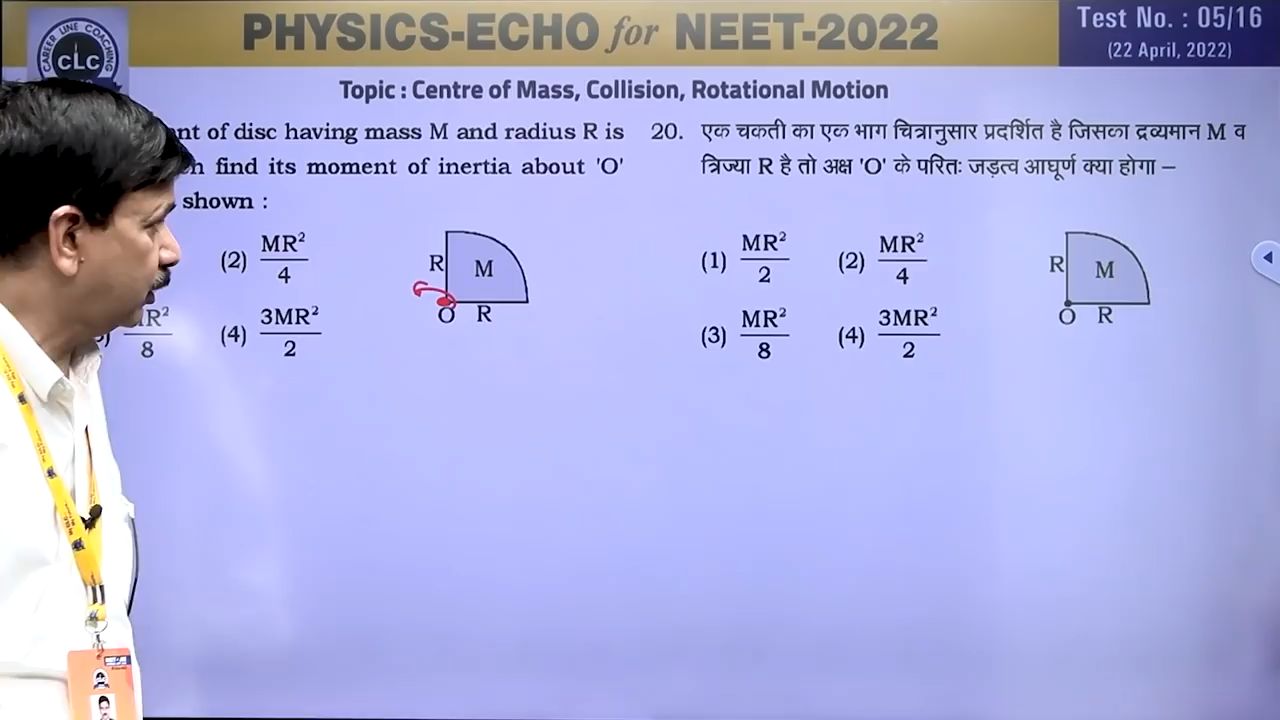 PHYSICS-ECHO for NEET-2022
Test No. : 05/16
(22 April, 2022)
CAREER LINE COACHING
CLC
Topic : Centre of Mass, Collision, Rotational Motion
of disc having mass M and radius R is
find its moment of inertia about 'O'
shown :
(2) MR²/4
R²/8
(4) 3MR²/2
R
M
O R
20. एक चकती का एक भाग चित्रानुसार प्रदर्शित है जिसका द्रव्यमान M व
त्रिज्या R है तो अक्ष 'O' के परितः जड़त्व आघूर्ण क्या होगा –
(1) MR²/2 (2) MR²/4
(3) MR²/8 (4) 3MR²/2
R
M
O R